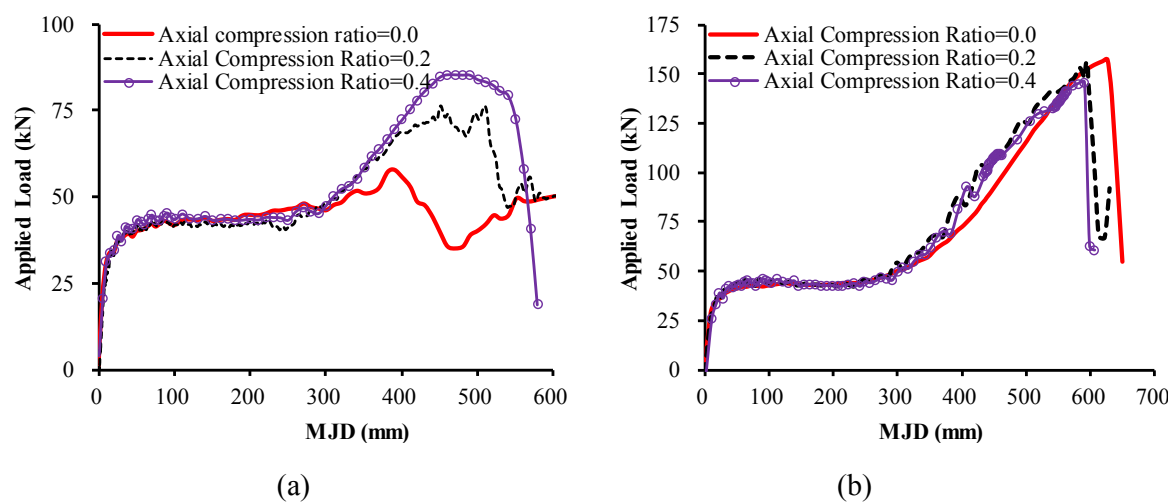 100
75
50
25
0
Applied Load (kN)
Axial compression ratio=0.0
Axial Compression Ratio=0.2
Axial Compression Ratio=0.4
0 100 200 300 400 500 600
MJD (mm)
(a)
175
150
125
100
75
50
25
0
Applied Load (kN)
Axial Compression Ratio=0.0
Axial Compression Ratio=0.2
Axial Compression Ratio=0.4
0 100 200 300 400 500 600 700
MJD (mm)
(b)